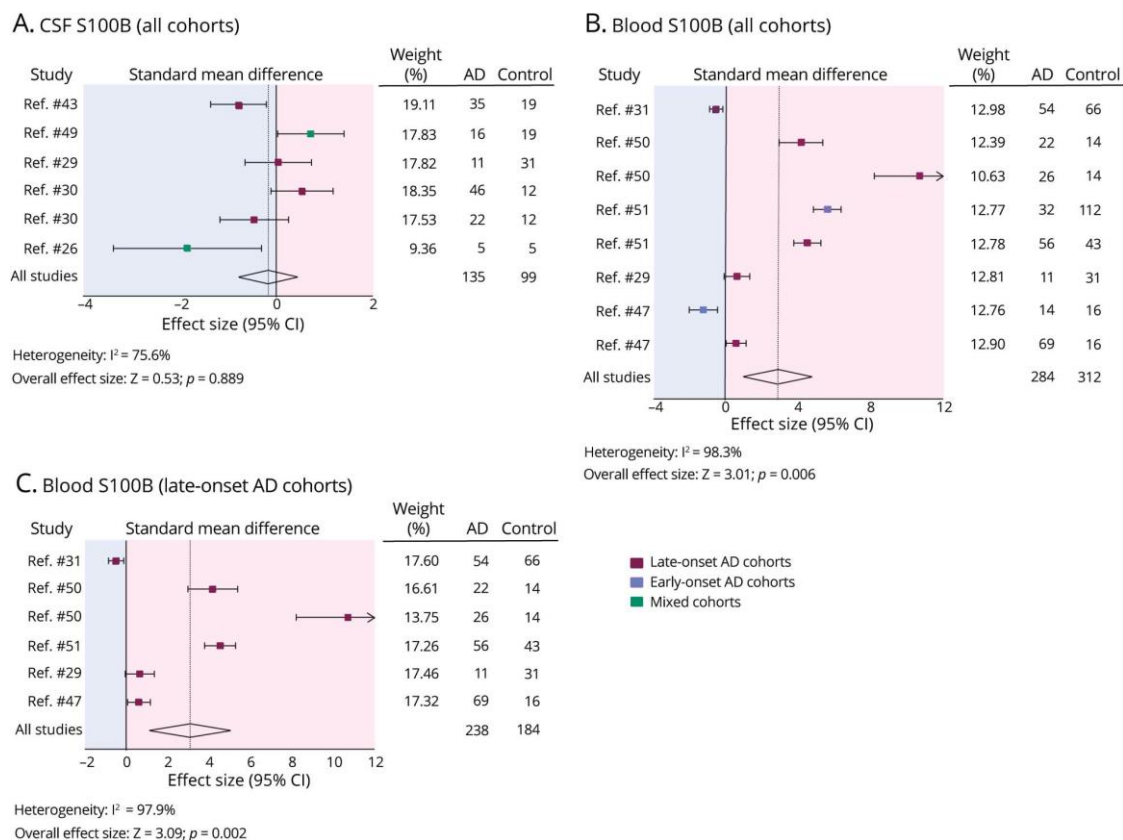 A. CSF S100B (all cohorts)
Study Standard mean difference Weight (%) AD Control
Ref. #43 19.11 35 19
Ref. #49 17.83 16 19
Ref. #29 17.82 11 31
Ref. #30 18.35 46 12
Ref. #30 17.53 22 12
Ref. #26 9.36 5 5
All studies 135 99
−4 −2 0 2
Effect size (95% CI)
Heterogeneity: I² = 75.6%
Overall effect size: Z = 0.53; p = 0.889
B. Blood S100B (all cohorts)
Study Standard mean difference Weight (%) AD Control
Ref. #31 12.98 54 66
Ref. #50 12.39 22 14
Ref. #50 10.63 26 14
Ref. #51 12.77 32 112
Ref. #51 12.78 56 43
Ref. #29 12.81 11 31
Ref. #47 12.76 14 16
Ref. #47 12.90 69 16
All studies 284 312
−4 0 4 8 12
Effect size (95% CI)
Heterogeneity: I² = 98.3%
Overall effect size: Z = 3.01; p = 0.006
C. Blood S100B (late-onset AD cohorts)
Study Standard mean difference Weight (%) AD Control
Ref. #31 17.60 54 66
Ref. #50 16.61 22 14
Ref. #50 13.75 26 14
Ref. #51 17.26 56 43
Ref. #29 17.46 11 31
Ref. #47 17.32 69 16
All studies 238 184
−2 0 2 4 6 8 10 12
Effect size (95% CI)
Heterogeneity: I² = 97.9%
Overall effect size: Z = 3.09; p = 0.002
Late-onset AD cohorts
Early-onset AD cohorts
Mixed cohorts